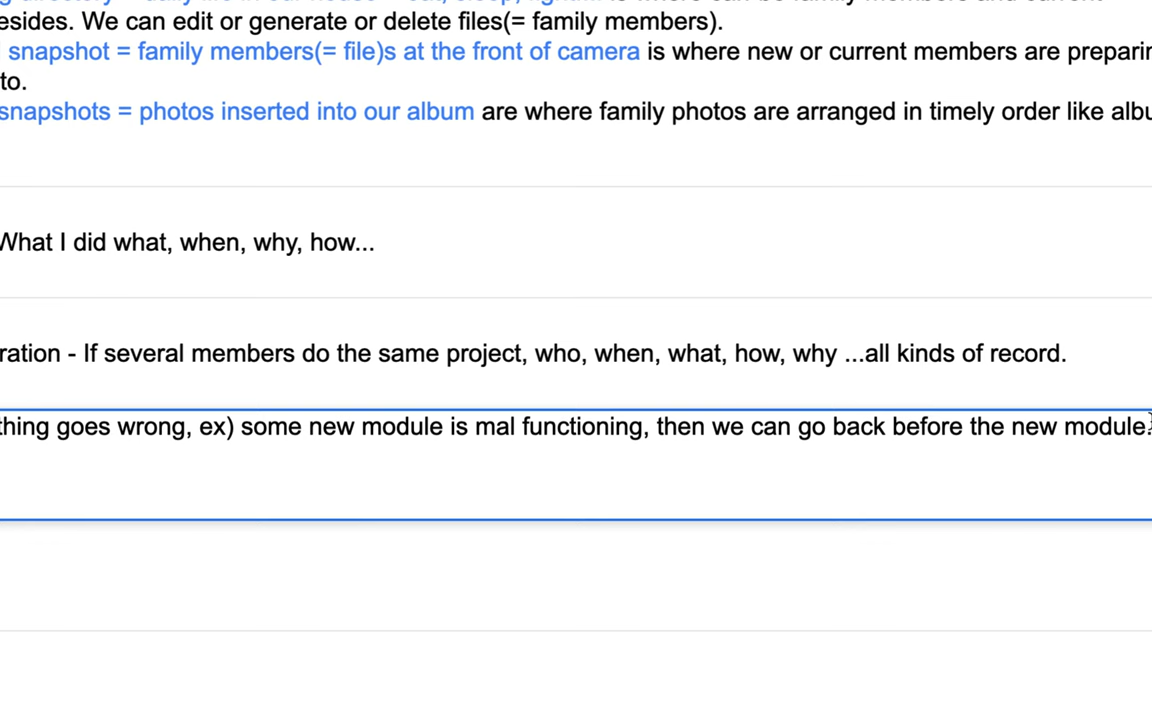 esides. We can edit or generate or delete files(= family members).
snapshot = family members(= file)s at the front of camera is where new or current members are preparin
to.
snapshots = photos inserted into our album are where family photos are arranged in timely order like albu
What I did what, when, why, how...
ration - If several members do the same project, who, when, what, how, why ...all kinds of record.
thing goes wrong, ex) some new module is mal functioning, then we can go back before the new module.